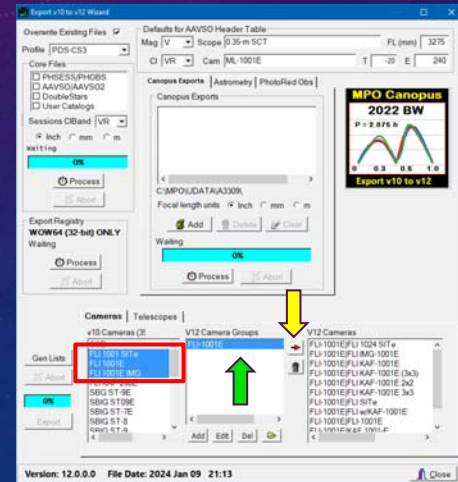 Export v10 to v12 Wizard
Overwrite Existing Files
Profile PDS-CS3
Core Files
PHSESS/PHOBS
AAVSO/AAVSO2
DoubleStars
User Catalogs
Sessions ClBand VR
Inch mm m
Waiting
0%
Process
Abort
Export Registry
WOW64 (32-bit) ONLY
Waiting
Process
Abort
Defaults for AAVSO Header Table
Mag V Scope 0.35-m SCT FL (mm) 3275
CI VR Cam ML-1001E T -20 E 240
Canopus Exports Astrometry PhotoRed Obs
Canopus Exports
C:\MPO\UDATA\A3309\
Focal length units Inch mm m
Add Delete Clear
Waiting
0%
Process Abort
MPO Canopus
2022 BW
P = 2.075 h
0 0.3 0.5 1.0
Export v10 to v12
Cameras Telescopes
Gen Lists
Abort
0%
Export
v10 Cameras
FLI 1001 SITe
FLI 1001E
FLI 1001E IMG
SBIG ST-9E
SBIG ST09E
SBIG ST-7E
SBIG ST-8
V12 Camera Groups
FLI-1001E
Add Edit Del
V12 Cameras
FLI-1001E|FLI 1024 SITe
FLI-1001E|FLI IMG-1001E
FLI-1001E|FLI KAF-1001E
FLI-1001E|FLI KAF-1001E (3x3)
FLI-1001E|FLI KAF-1001E 2x2
FLI-1001E|FLI KAF-1001E 3x3
FLI-1001E|FLI SITe
FLI-1001E|FLI w/KAF-1001E
FLI-1001E|FLI-1001E
Version: 12.0.0.0 File Date: 2024 Jan 09 21:13
Close